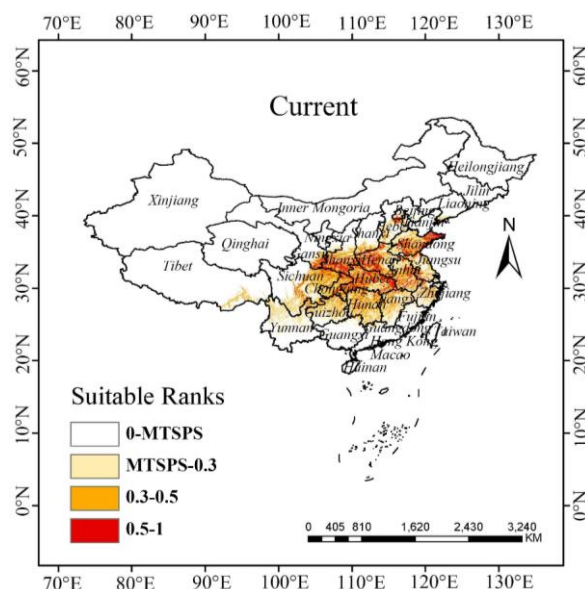 70°E 80°E 90°E 100°E 110°E 120°E 130°E
60°N
50°N
40°N
30°N
20°N
10°N
0°N
Current
Heilongjiang
Jilin
Liaoning
Xinjiang
Inner Mongoria
Beijing
Ningxia
Shanxi
Shandong
Qinghai
Henan
Jiangsu
Tibet
Sichuan
Hubei
Chongqing
Zhejiang
Hunan
Guizhou
Fujian
Yunnan
Guangxi
Hong Kong
Macao
Hainan
N
60°N
50°N
40°N
30°N
20°N
10°N
0°N
Suitable Ranks
0-MTSPS
MTSPS-0.3
0.3-0.5
0.5-1
0 405 810 1,620 2,430 3,240
KM
70°E 80°E 90°E 100°E 110°E 120°E 130°E